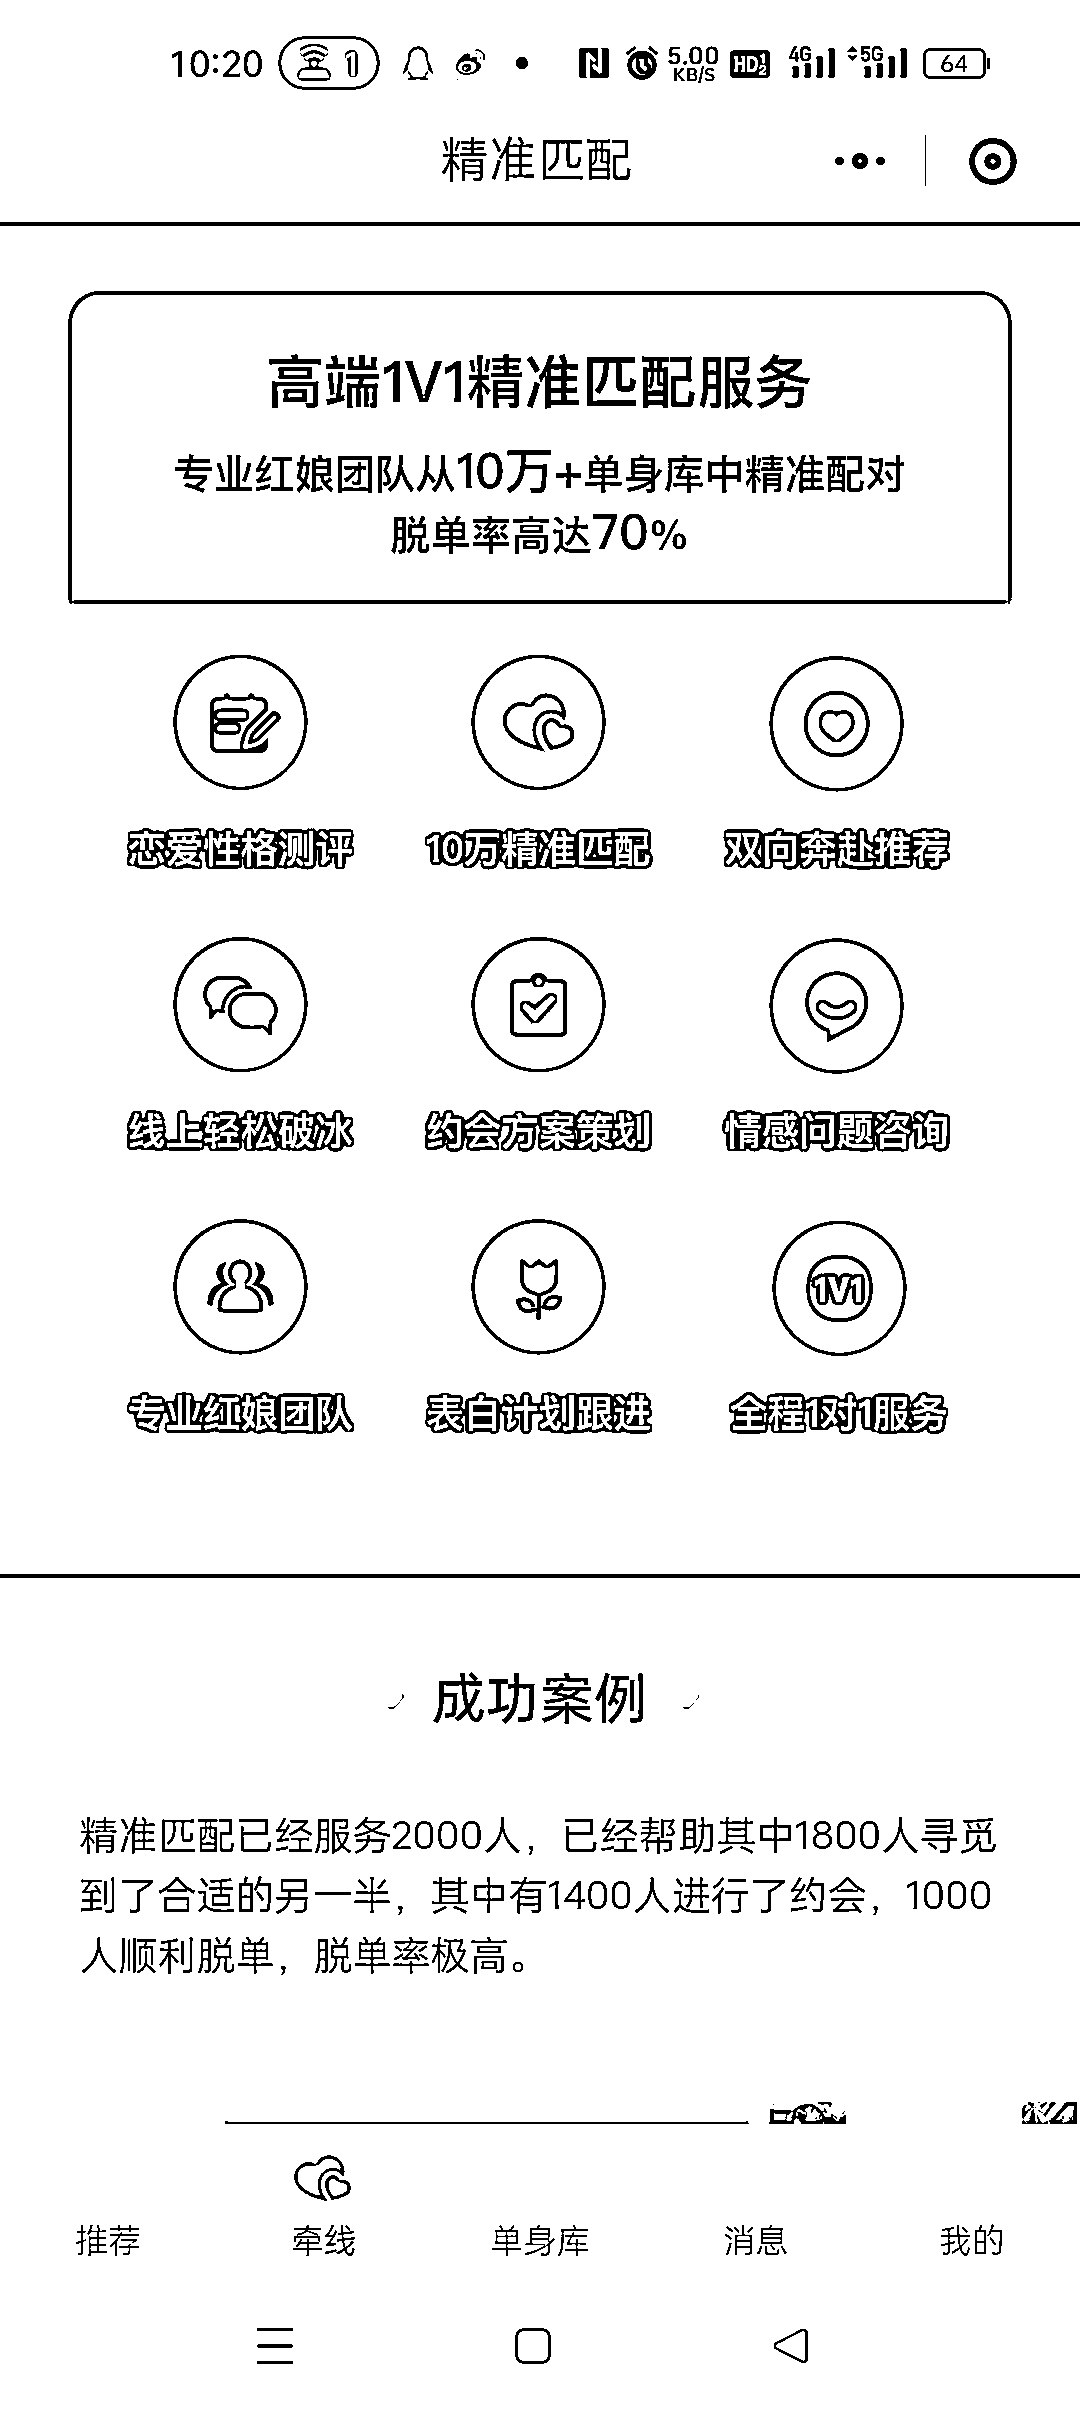 10:20 1 5.00 KB/S HD 1 2 4G 5G 64
精准匹配
高端1V1精准匹配服务
专业红娘团队从10万+单身库中精准配对
脱单率高达70%
恋爱性格测评 10万精准匹配 双向奔赴推荐
线上轻松破冰 约会方案策划 情感问题咨询
1V1
专业红娘团队 表白计划跟进 全程1对1服务
成功案例
精准匹配已经服务2000人，已经帮助其中1800人寻觅
到了合适的另一半，其中有1400人进行了约会，1000
人顺利脱单，脱单率极高。
推荐 牵线 单身库 消息 我的